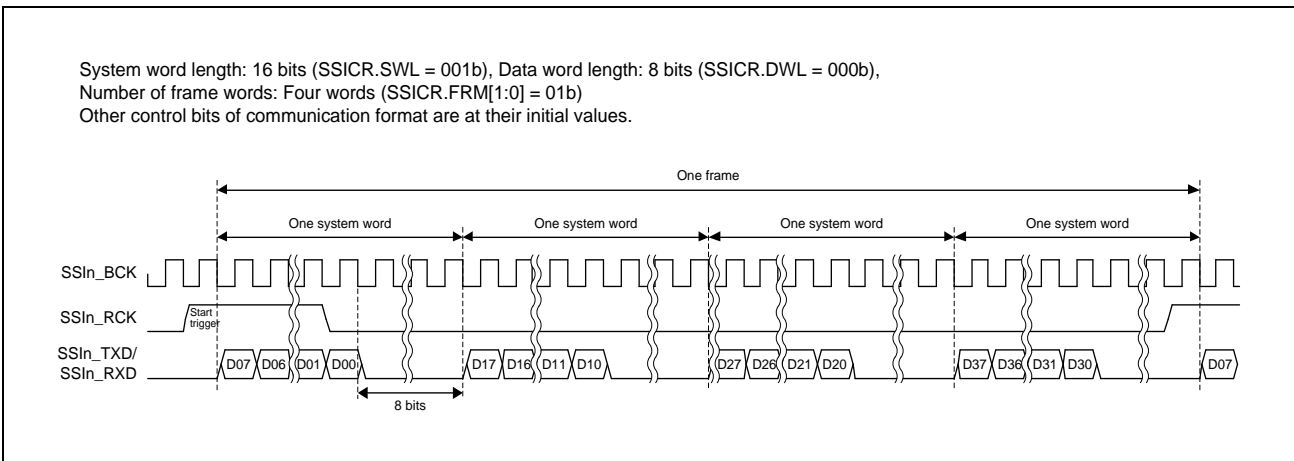 System word length: 16 bits (SSICR.SWL = 001b), Data word length: 8 bits (SSICR.DWL = 000b),
Number of frame words: Four words (SSICR.FRM[1:0] = 01b)
Other control bits of communication format are at their initial values.
One frame
One system word One system word One system word One system word
SSIn_BCK
SSIn_RCK Start
trigger
SSIn_TXD/
SSIn_RXD D07 D06 D01 D00 D17 D16 D11 D10 D27 D26 D21 D20 D37 D36 D31 D30 D07
8 bits